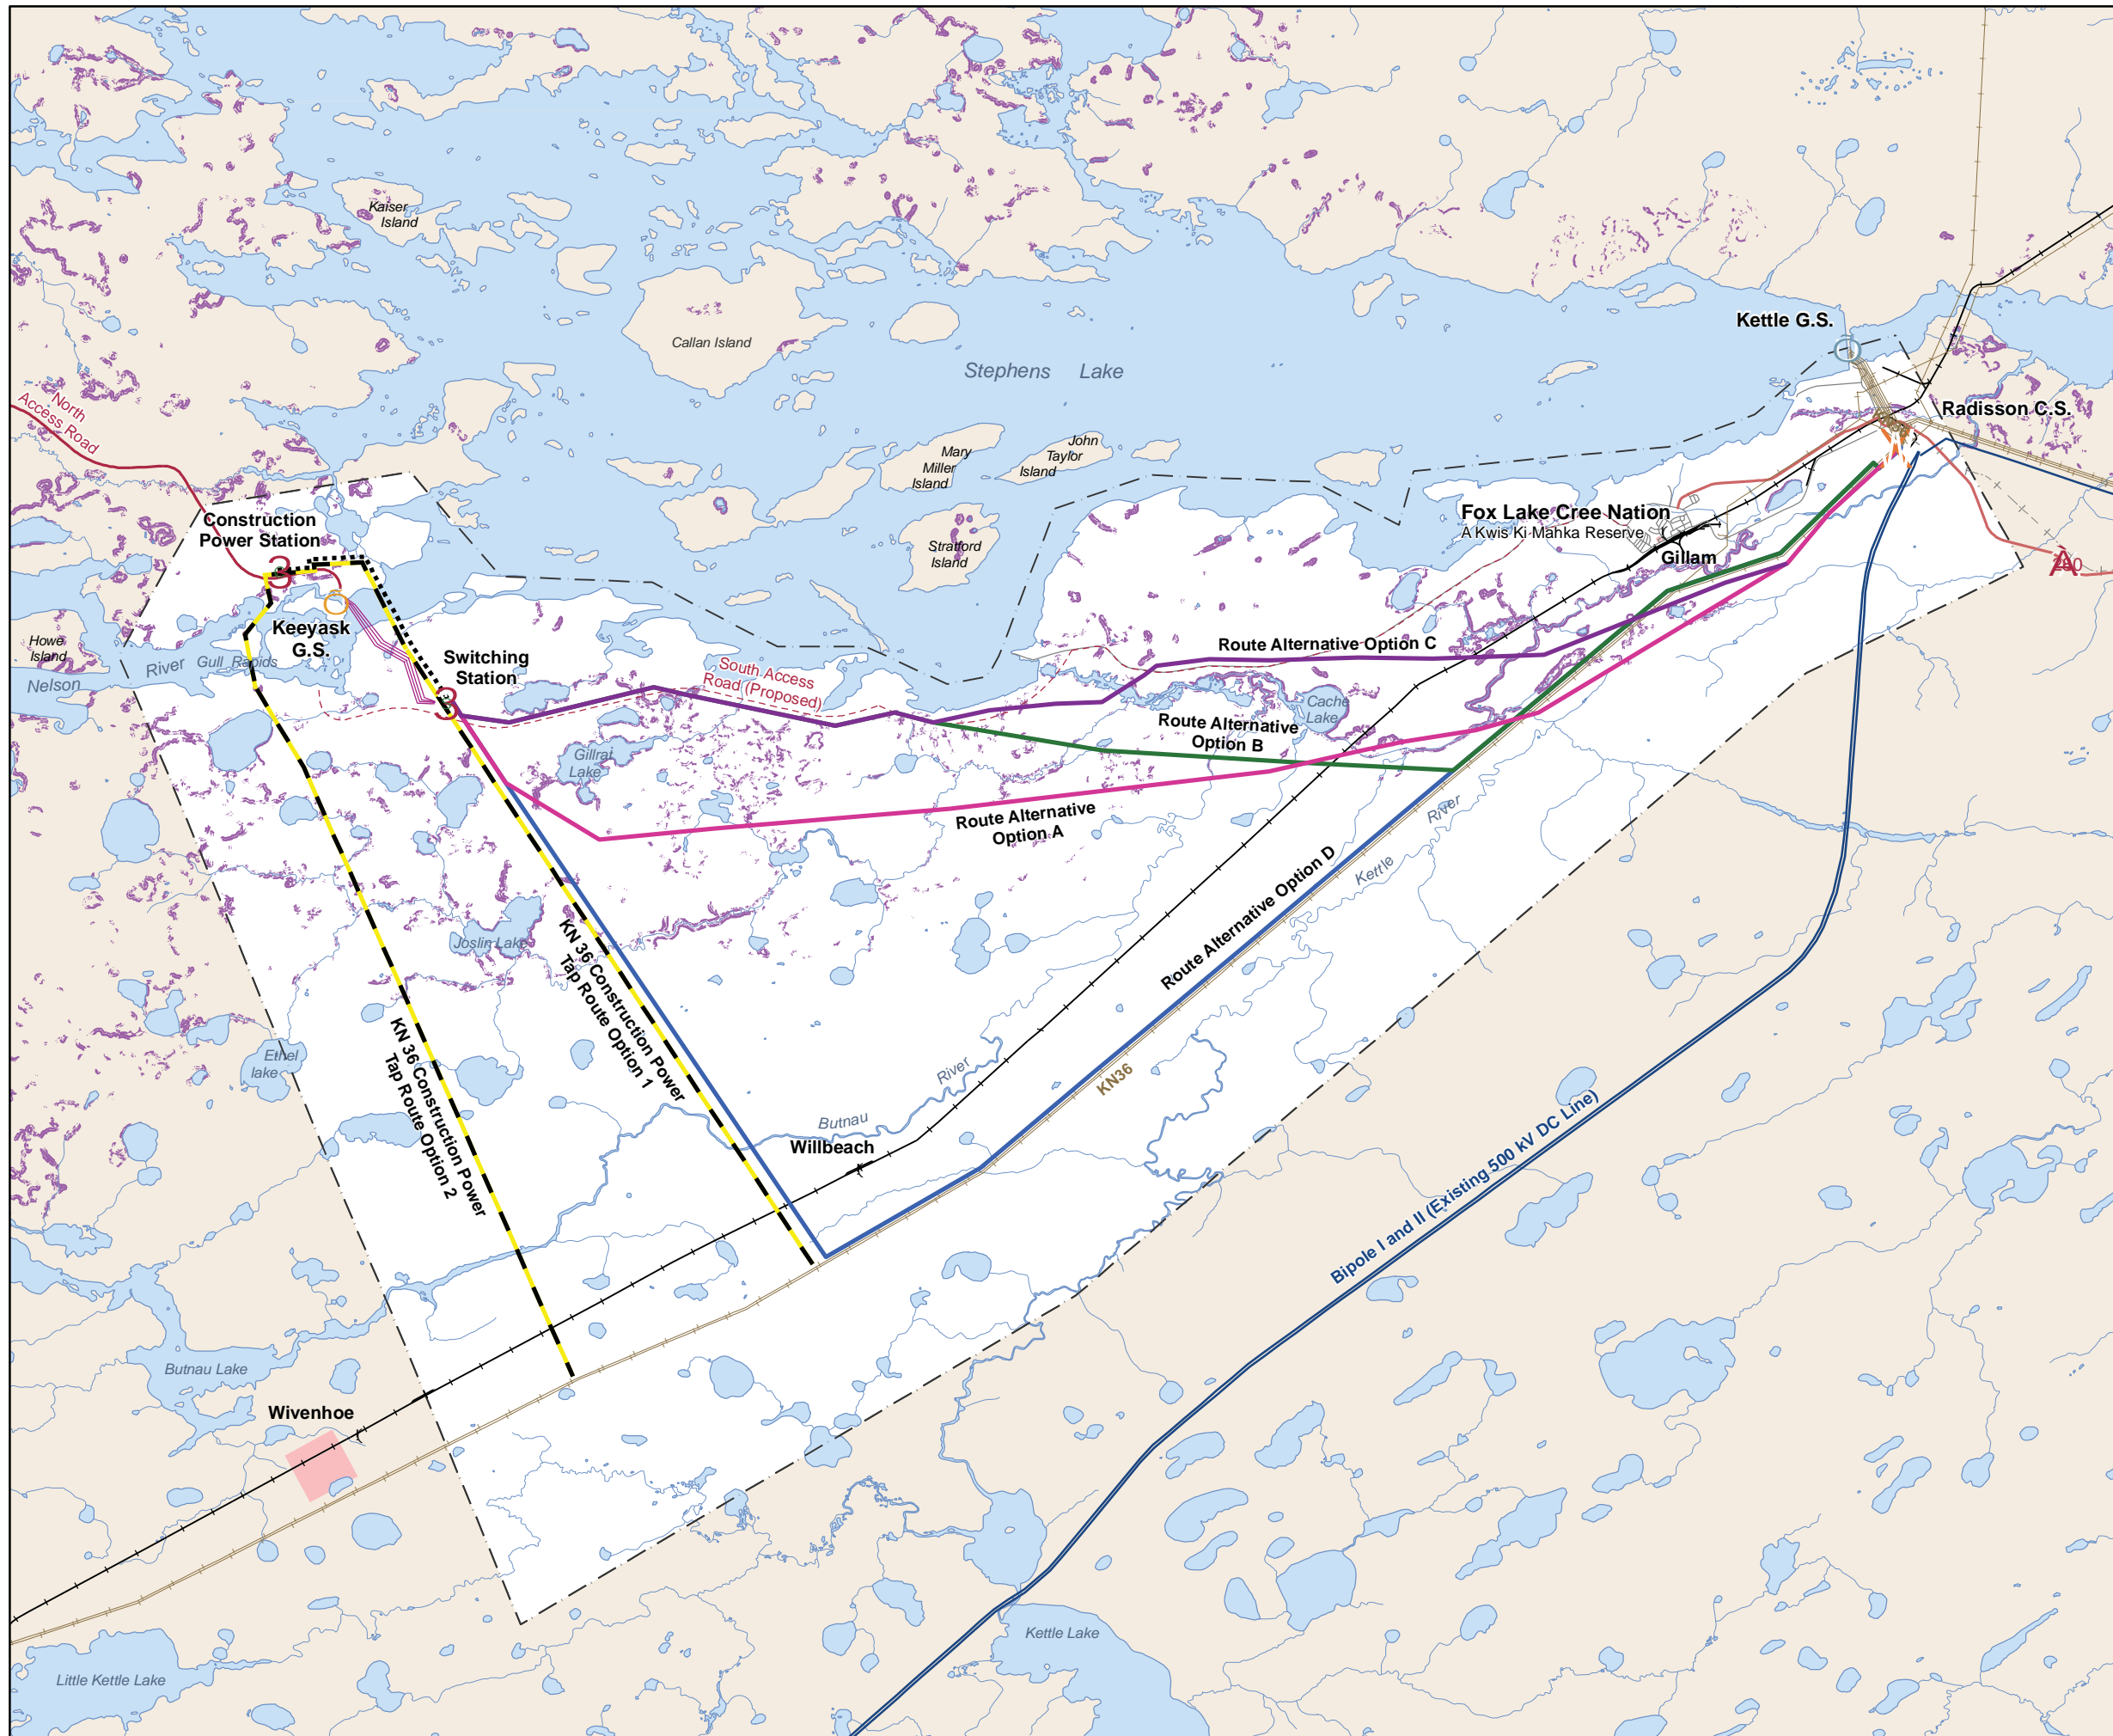 Kaiser
Island
Callan Island
Stephens Lake
Kettle G.S.
Radisson C.S.
North
Access Road
Mary
Miller
Island
John
Taylor
Island
Stratford
Island
Construction
Power Station
Fox Lake Cree Nation
A Kwis Ki Mahka Reserve
Gillam
Howe
Island
Nelson
River
Gull Rapids
Keeyask
G.S.
Switching
Station
South Access
Road (Proposed)
Route Alternative Option C
Cache
Lake
Route Alternative
Option B
Gillrat
Lake
Route Alternative
Option A
River
Kettle
Route Alternative Option D
Joslin Lake
KN 36 Construction Power
Tap Route Option 1
KN 36 Construction Power
Tap Route Option 2
Ethel
lake
River
Butnau
KN36
Willbeach
Bipole I and II (Existing 500 kV DC Line)
Butnau Lake
Wivenhoe
Kettle Lake
Little Kettle Lake